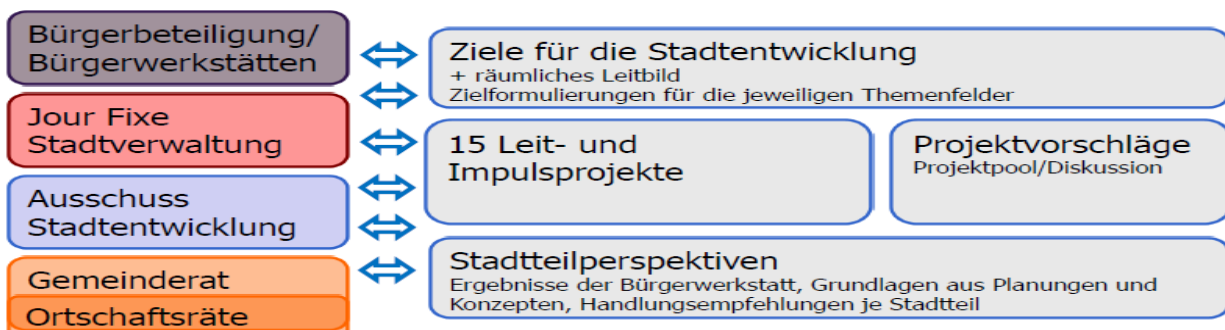 Bürgerbeteiligung/
Bürgerwerkstätten
Jour Fixe
Stadtverwaltung
Ausschuss
Stadtentwicklung
Gemeinderat
Ortschaftsräte
Ziele für die Stadtentwicklung
+ räumliches Leitbild
Zielformulierungen für die jeweiligen Themenfelder
15 Leit- und
Impulsprojekte
Projektvorschläge
Projektpool/Diskussion
Stadtteilperspektiven
Ergebnisse der Bürgerwerkstatt, Grundlagen aus Planungen und
Konzepten, Handlungsempfehlungen je Stadtteil